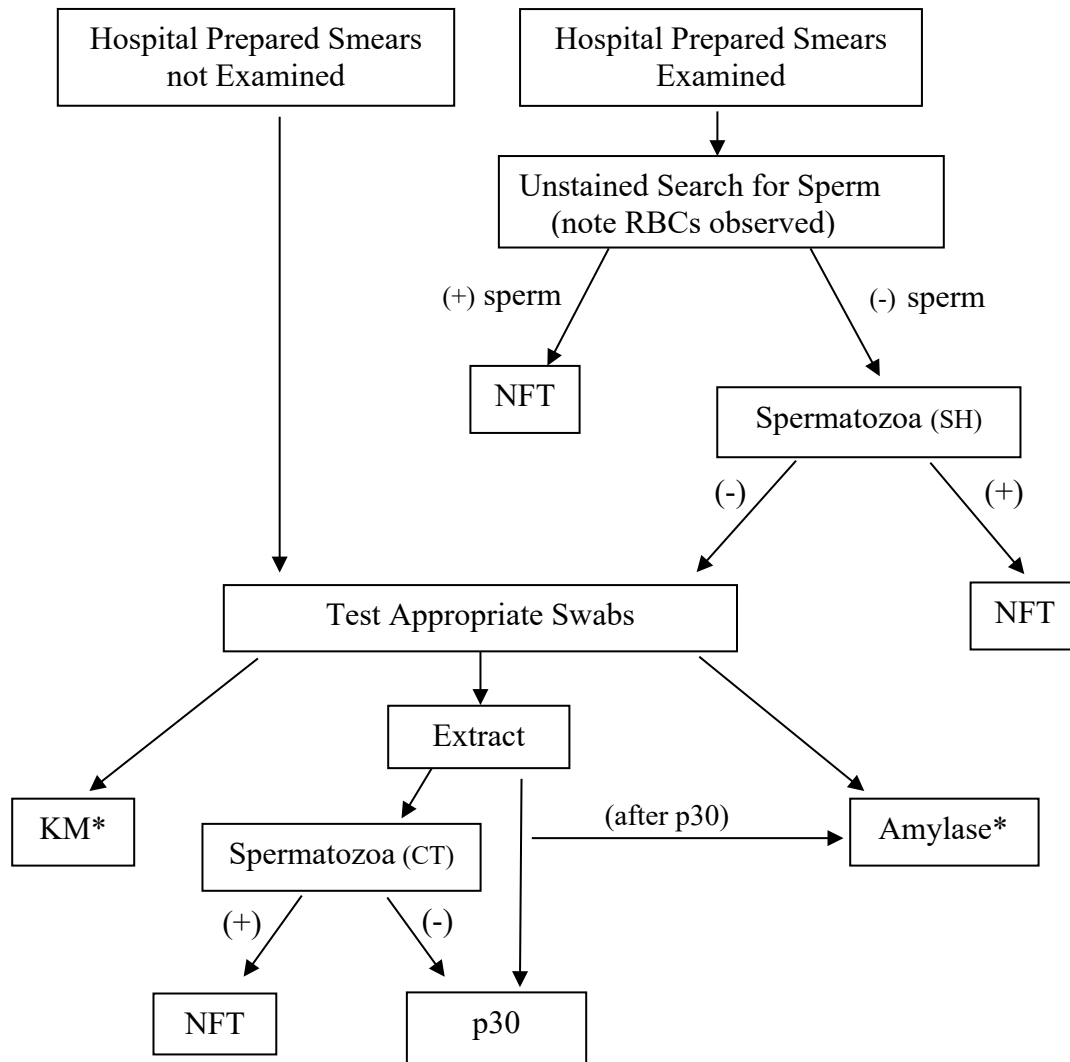 Hospital Prepared Smears
not Examined
Hospital Prepared Smears
Examined
Unstained Search for Sperm
(note RBCs observed)
(+) sperm
(-) sperm
NFT
Spermatozoa (SH)
(-)
(+)
Test Appropriate Swabs
NFT
Extract
KM*
(after p30)
Amylase*
Spermatozoa (CT)
(+)
(-)
NFT
p30